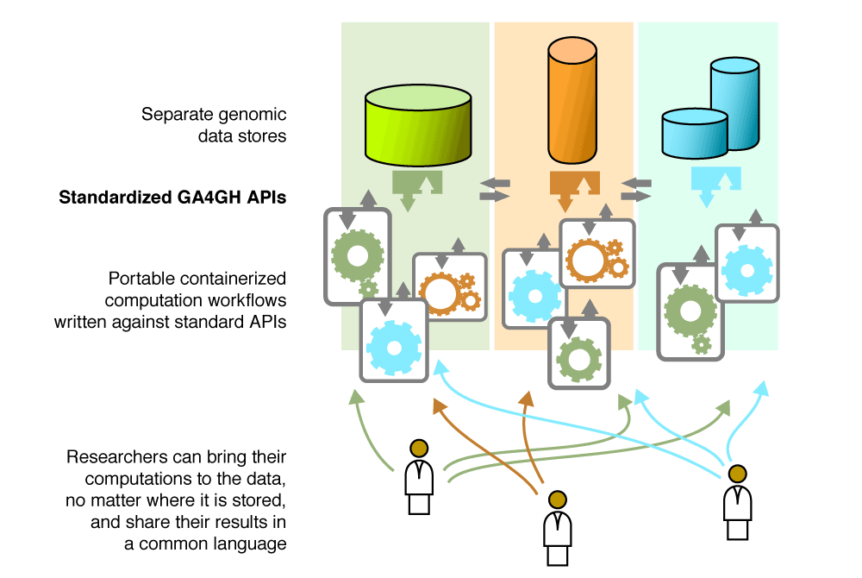 Separate genomic
data stores
Standardized GA4GH APIs
Portable containerized
computation workflows
written against standard APIs
Researchers can bring their
computations to the data,
no matter where it is stored,
and share their results in
a common language